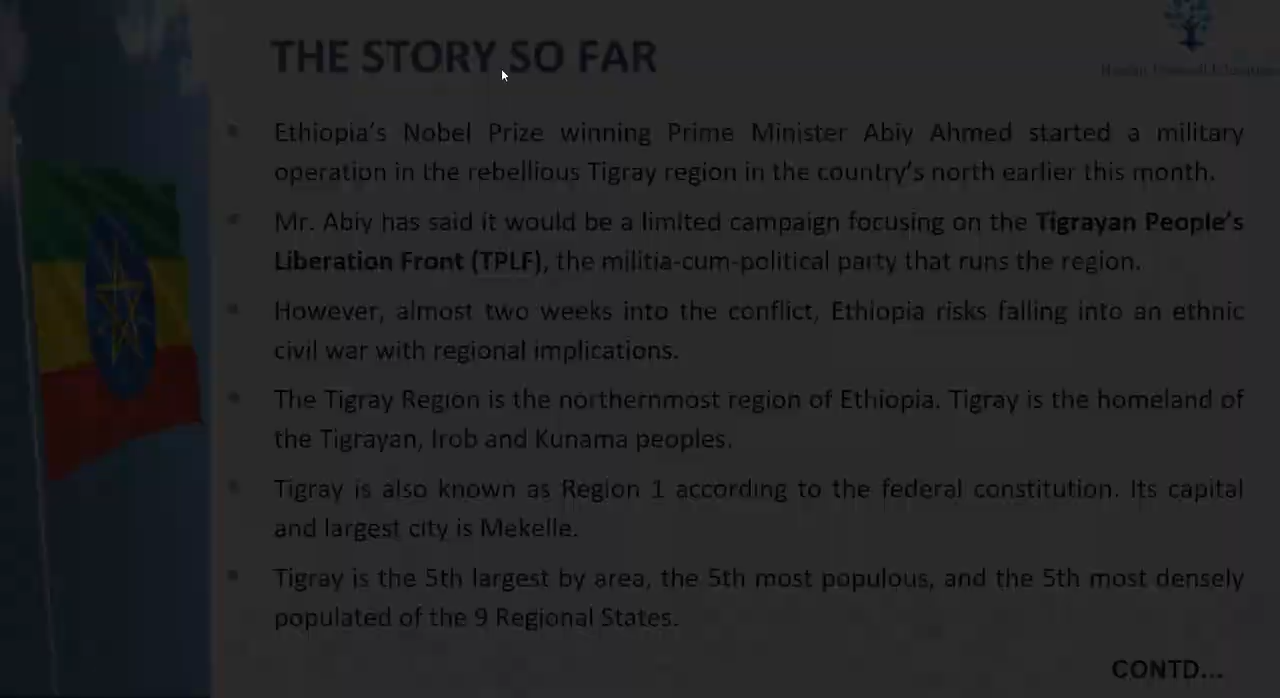 THE STORY SO FAR
Ethiopia's Nobel Prize winning Prime Minister Abiy Ahmed started a military
operation in the rebellious Tigray region in the country's north earlier this month.
Mr. Abiy has said it would be a limited campaign focusing on the Tigrayan People's
Liberation Front (TPLF), the militia-cum-political party that runs the region.
However, almost two weeks into the conflict, Ethiopia risks falling into an ethnic
civil war with regional implications.
The Tigray Region is the northernmost region of Ethiopia. Tigray is the homeland of
the Tigrayan, Irob and Kunama peoples.
Tigray is also known as Region 1 according to the federal constitution. Its capital
and largest city is Mekelle.
Tigray is the 5th largest by area, the 5th most populous, and the 5th most densely
populated of the 9 Regional States.
CONTD...